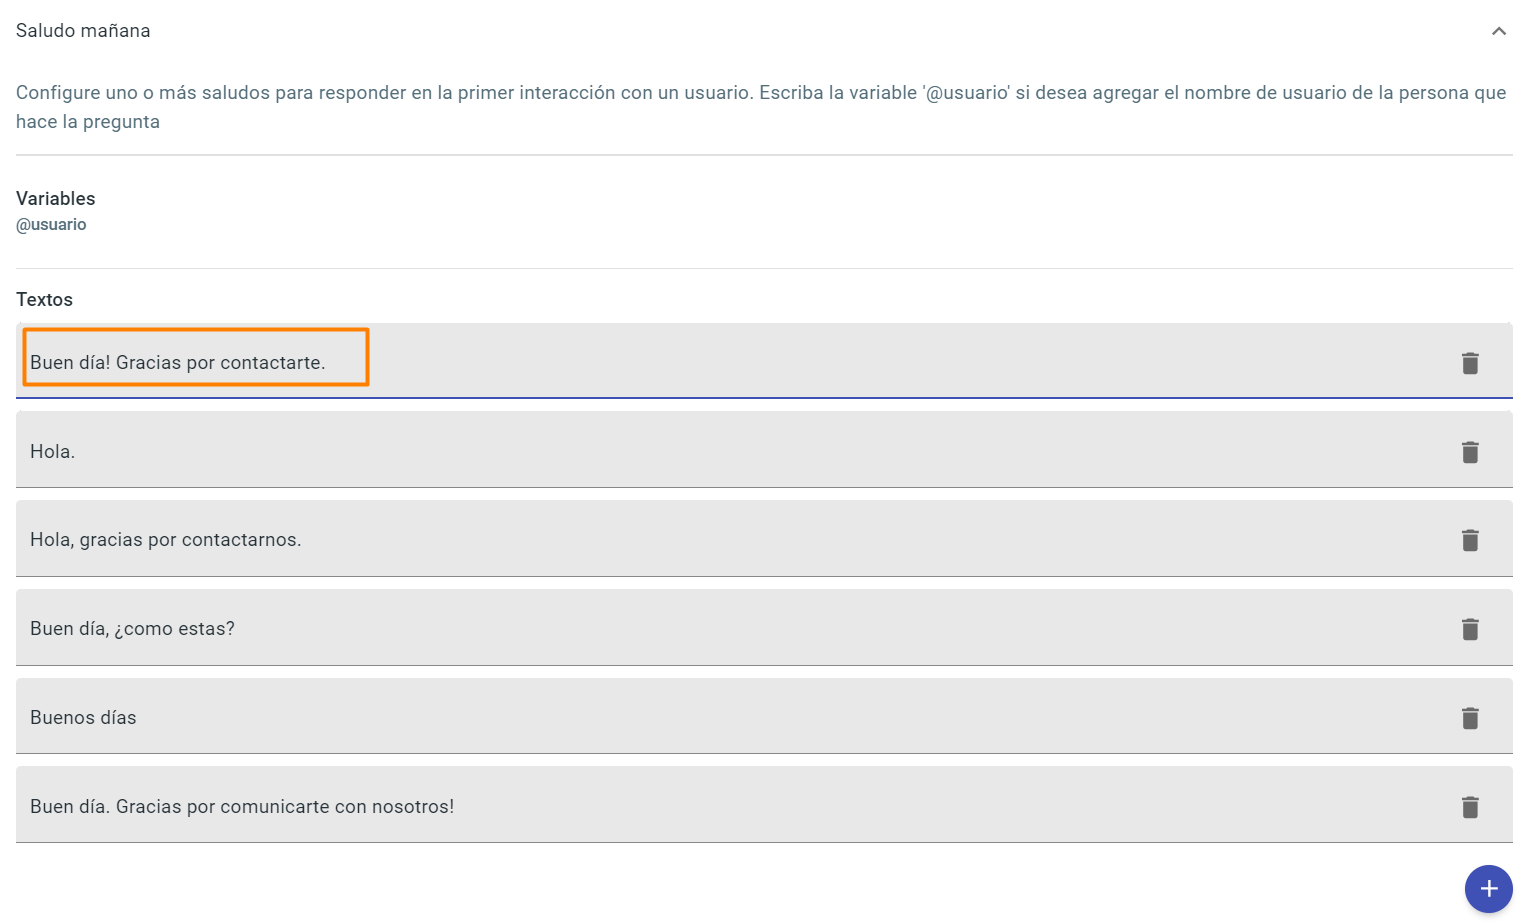 Saludo mañana
Configure uno o más saludos para responder en la primer interacción con un usuario. Escriba la variable '@usuario' si desea agregar el nombre de usuario de la persona que
hace la pregunta
Variables
@usuario
Textos
Buen día! Gracias por contactarte.
Hola.
Hola, gracias por contactarnos.
Buen día, ¿como estas?
Buenos días
Buen día. Gracias por comunicarte con nosotros!